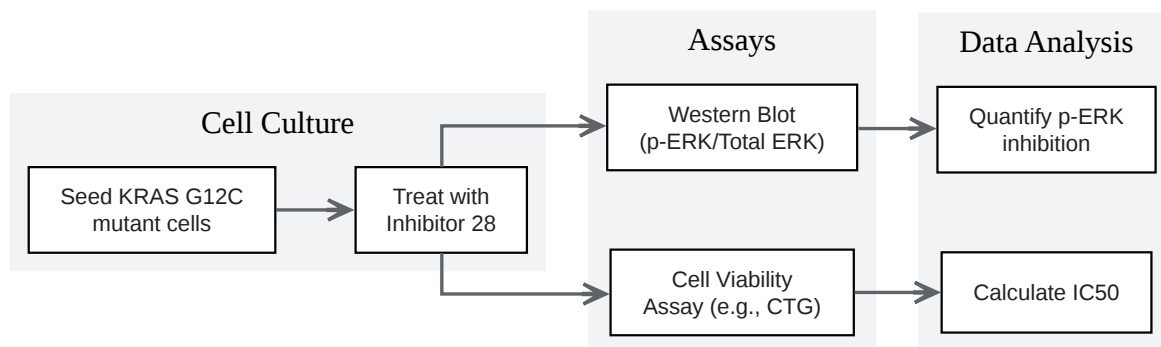 Cell Culture
Seed KRAS G12C
mutant cells
Treat with
Inhibitor 28
Assays
Western Blot
(p-ERK/Total ERK)
Cell Viability
Assay (e.g., CTG)
Data Analysis
Quantify p-ERK
inhibition
Calculate IC50